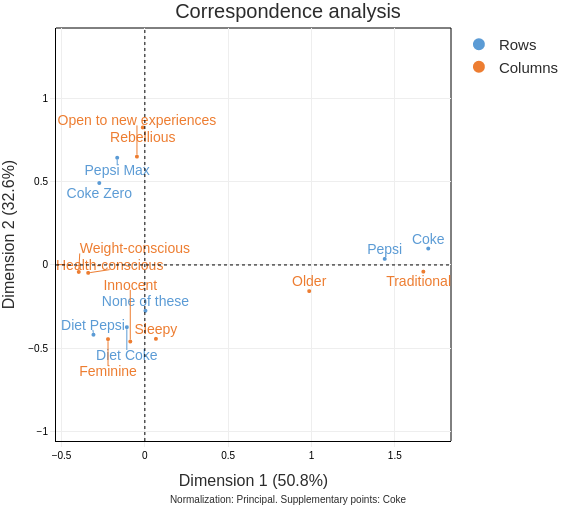 Correspondence analysis
Rows
Columns
1
Open to new experiences
Rebellious
Pepsi Max
0.5
Coke Zero
Coke
Weight-conscious
Pepsi
0
Health-conscious
Older
Traditional
Innocent
None of these
Diet Pepsi
Sleepy
−0.5
Diet Coke
Feminine
−1
Dimension 2 (32.6%)
−0.5
0
0.5
1
1.5
Dimension 1 (50.8%)
Normalization: Principal. Supplementary points: Coke